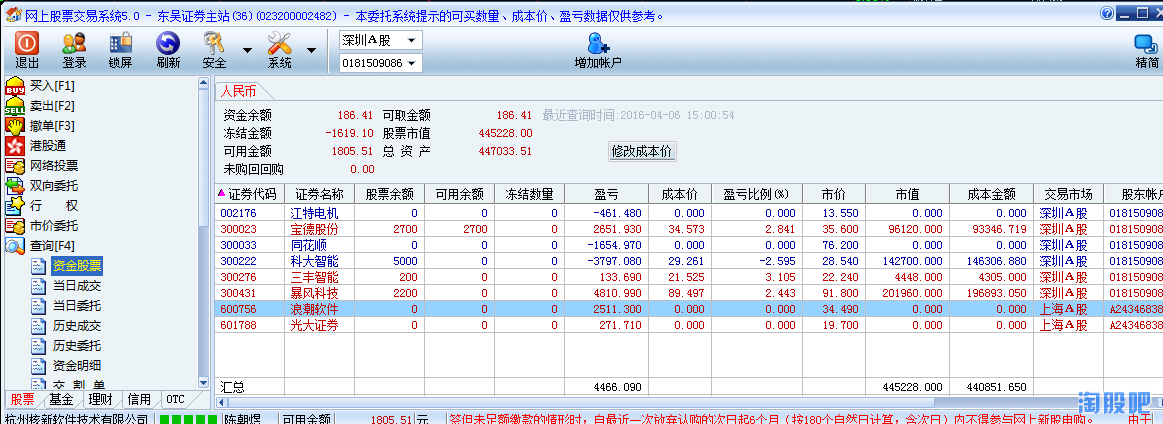 网上股票交易系统5.0 - 东吴证券主站(36)(023200002482) - 本委托系统提示的可买数量、成本价、盈亏数据仅供参考。
退出 登录 锁屏 刷新 安全 系统 深圳A股 0181509086 增加帐户 精简
买入[F1]
卖出[F2]
撤单[F3]
港股通
网络投票
双向委托
行 权
市价委托
查询[F4]
资金股票
当日成交
当日委托
历史成交
历史委托
资金明细
交 割 单
股票 基金 理财 信用 OTC
人民币
资金余额 186.41 可取金额 186.41 最近查询时间:2016-04-06 15:00:54
冻结金额 -1619.10 股票市值 445228.00
可用金额 1805.51 总 资 产 447033.51 修改成本价
未购回回购 0.00
证券代码 证券名称 股票余额 可用余额 冻结数量 盈亏 成本价 盈亏比例(%) 市价 市值 成本金额 交易市场 股东帐户
002176 江特电机 0 0 0 -461.480 0.000 0.000 13.550 0.000 0.000 深圳A股 01815090
300023 宝德股份 2700 2700 0 2651.930 34.573 2.841 35.600 96120.000 93346.719 深圳A股 01815090
300033 同花顺 0 0 0 -1654.970 0.000 0.000 76.200 0.000 0.000 深圳A股 01815090
300222 科大智能 5000 0 0 -3797.080 29.261 -2.595 28.540 142700.000 146306.880 深圳A股 01815090
300276 三丰智能 200 0 0 133.690 21.525 3.105 22.240 4448.000 4305.000 深圳A股 01815090
300431 暴风科技 2200 0 0 4810.990 89.497 2.443 91.800 201960.000 196893.050 深圳A股 01815090
600756 浪潮软件 0 0 0 2511.300 0.000 0.000 34.490 0.000 0.000 上海A股 A24346838
601788 光大证券 0 0 0 271.710 0.000 0.000 19.700 0.000 0.000 上海A股 A24346838
汇总 4466.090 445228.000 440851.650
杭州核新软件技术有限公司 陈朝煜 可用金额 1805.51 元 签但未足额缴款的情形时，自最近一次放弃认购的次日起6个月（按180个自然日计算，含次日）内不得参与网上新股申购。 由于
淘股吧